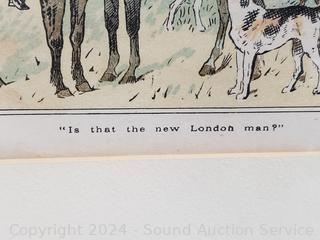 "Is that the new London man?"
Copyright 2024 - Sound Auction Service